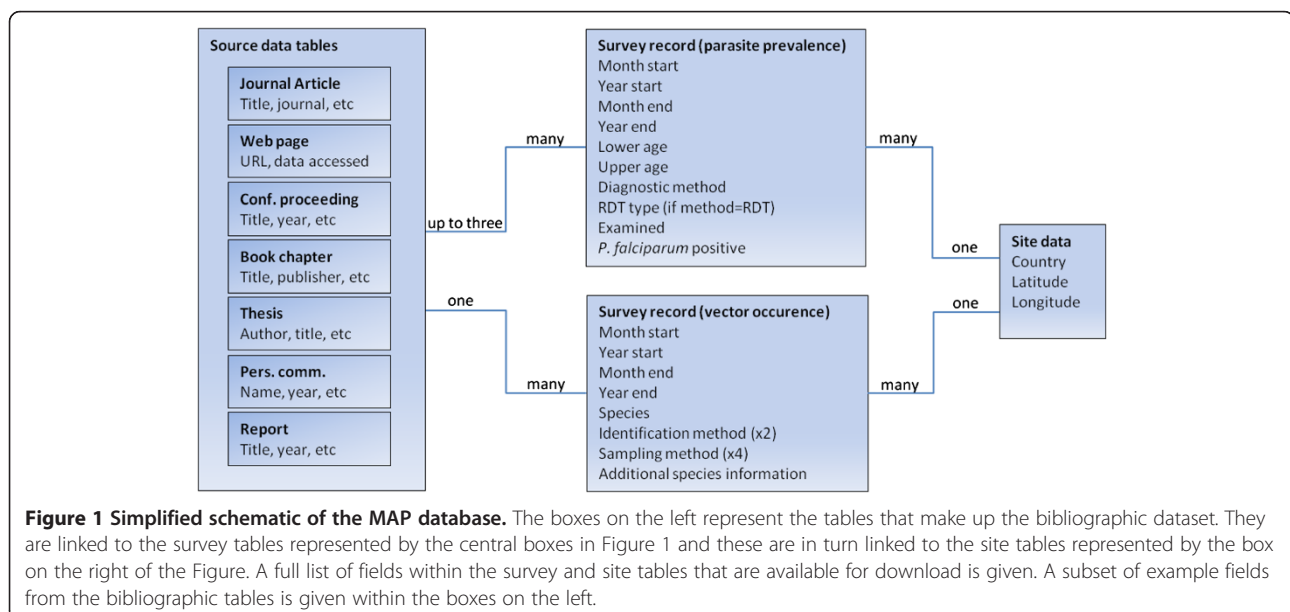 Source data tables
Journal Article
Title, journal, etc
Web page
URL, data accessed
Conf. proceeding
Title, year, etc
Book chapter
Title, publisher, etc
Thesis
Author, title, etc
Pers. comm.
Name, year, etc
Report
Title, year, etc
up to three
many
one
many
Survey record (parasite prevalence)
Month start
Year start
Month end
Year end
Lower age
Upper age
Diagnostic method
RDT type (if method=RDT)
Examined
P. falciparum positive
Survey record (vector occurence)
Month start
Year start
Month end
Year end
Species
Identification method (x2)
Sampling method (x4)
Additional species information
many
one
many
one
Site data
Country
Latitude
Longitude
Figure 1 Simplified schematic of the MAP database. The boxes on the left represent the tables that make up the bibliographic dataset. They
are linked to the survey tables represented by the central boxes in Figure 1 and these are in turn linked to the site tables represented by the box
on the right of the Figure. A full list of fields within the survey and site tables that are available for download is given. A subset of example fields
from the bibliographic tables is given within the boxes on the left.